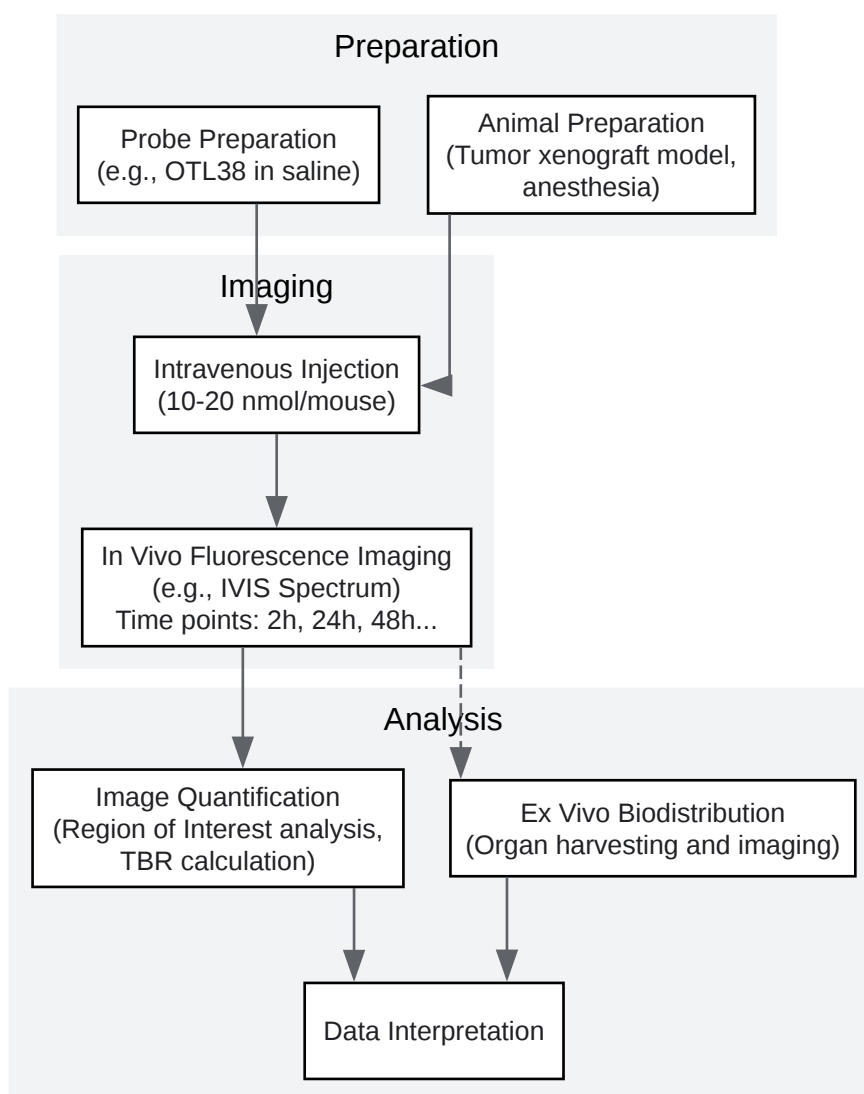 Preparation
Probe Preparation
(e.g., OTL38 in saline)
Animal Preparation
(Tumor xenograft model,
anesthesia)
Imaging
Intravenous Injection
(10-20 nmol/mouse)
In Vivo Fluorescence Imaging
(e.g., IVIS Spectrum)
Time points: 2h, 24h, 48h...
Analysis
Image Quantification
(Region of Interest analysis,
TBR calculation)
Ex Vivo Biodistribution
(Organ harvesting and imaging)
Data Interpretation